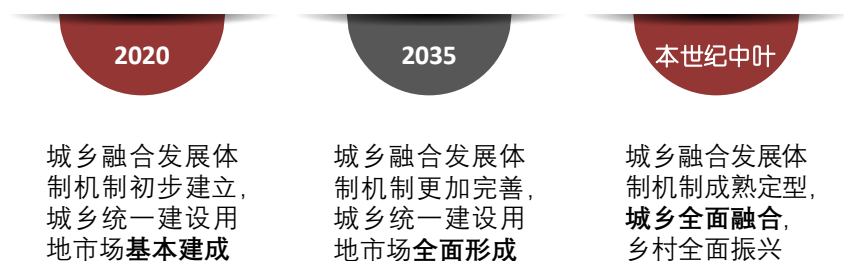 2020
城乡融合发展体
制机制初步建立，
城乡统一建设用
地市场基本建成
2035
城乡融合发展体
制机制更加完善，
城乡统一建设用
地市场全面形成
本世纪中叶
城乡融合发展体
制机制成熟定型，
城乡全面融合，
乡村全面振兴